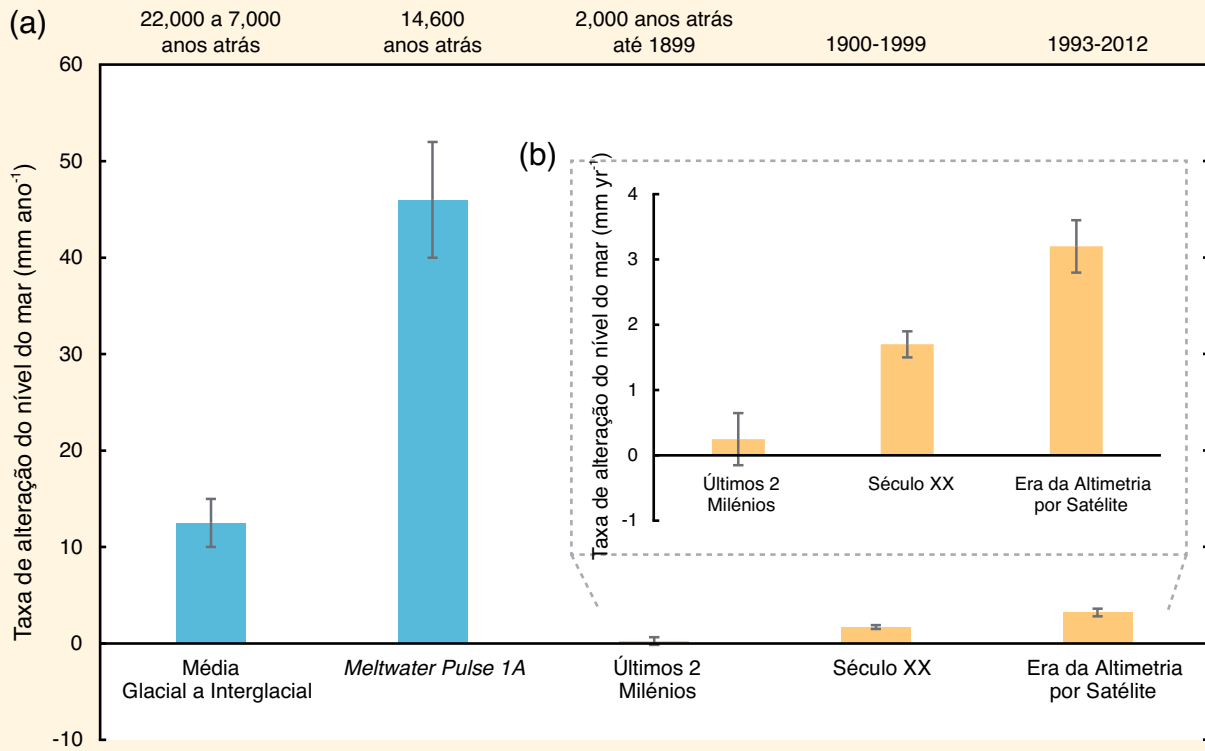 (a)
22,000 a 7,000
anos atrás
14,600
anos atrás
2,000 anos atrás
até 1899
1900-1999
1993-2012
Taxa de alteração do nível do mar (mm ano-1)
60
50
40
30
20
10
0
-10
Média
Glacial a Interglacial
Meltwater Pulse 1A
Últimos 2
Milénios
Século XX
Era da Altimetria
por Satélite
(b)
Taxa de alteração do nível do mar (mm yr-1)
4
3
2
1
0
-1
Últimos 2
Milénios
Século XX
Era da Altimetria
por Satélite